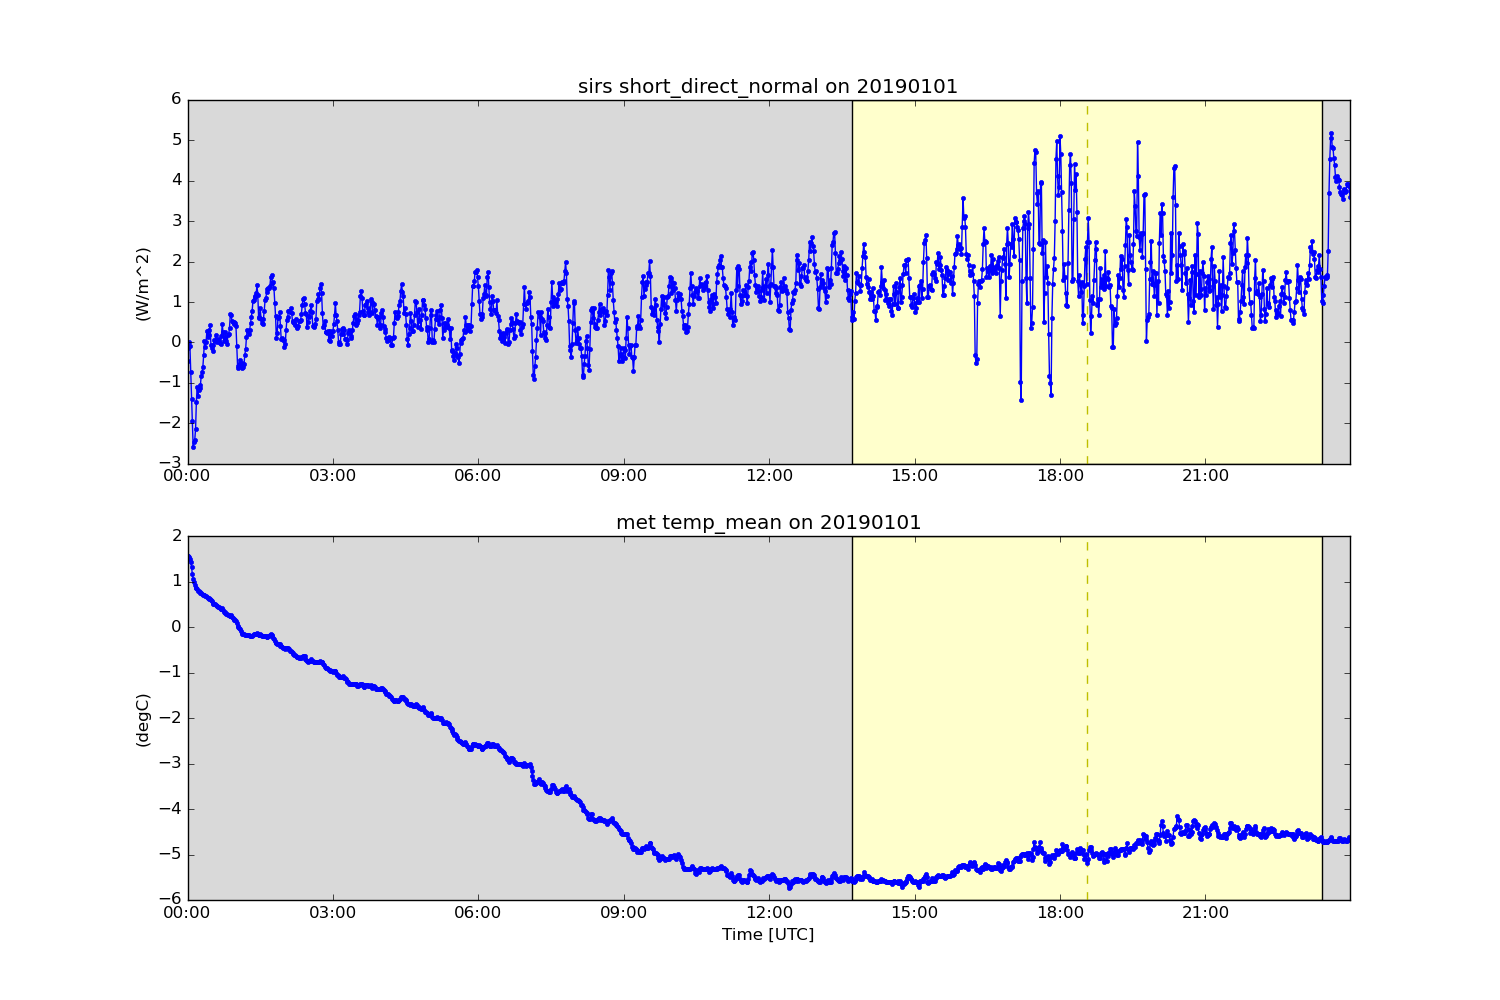 sirs short_direct_normal on 20190101
6
5
4
3
2
1
0
−1
−2
−3
(W/m^2)
00:00 03:00 06:00 09:00 12:00 15:00 18:00 21:00
met temp_mean on 20190101
2
1
0
−1
−2
−3
−4
−5
−6
(degC)
00:00 03:00 06:00 09:00 12:00 15:00 18:00 21:00
Time [UTC]